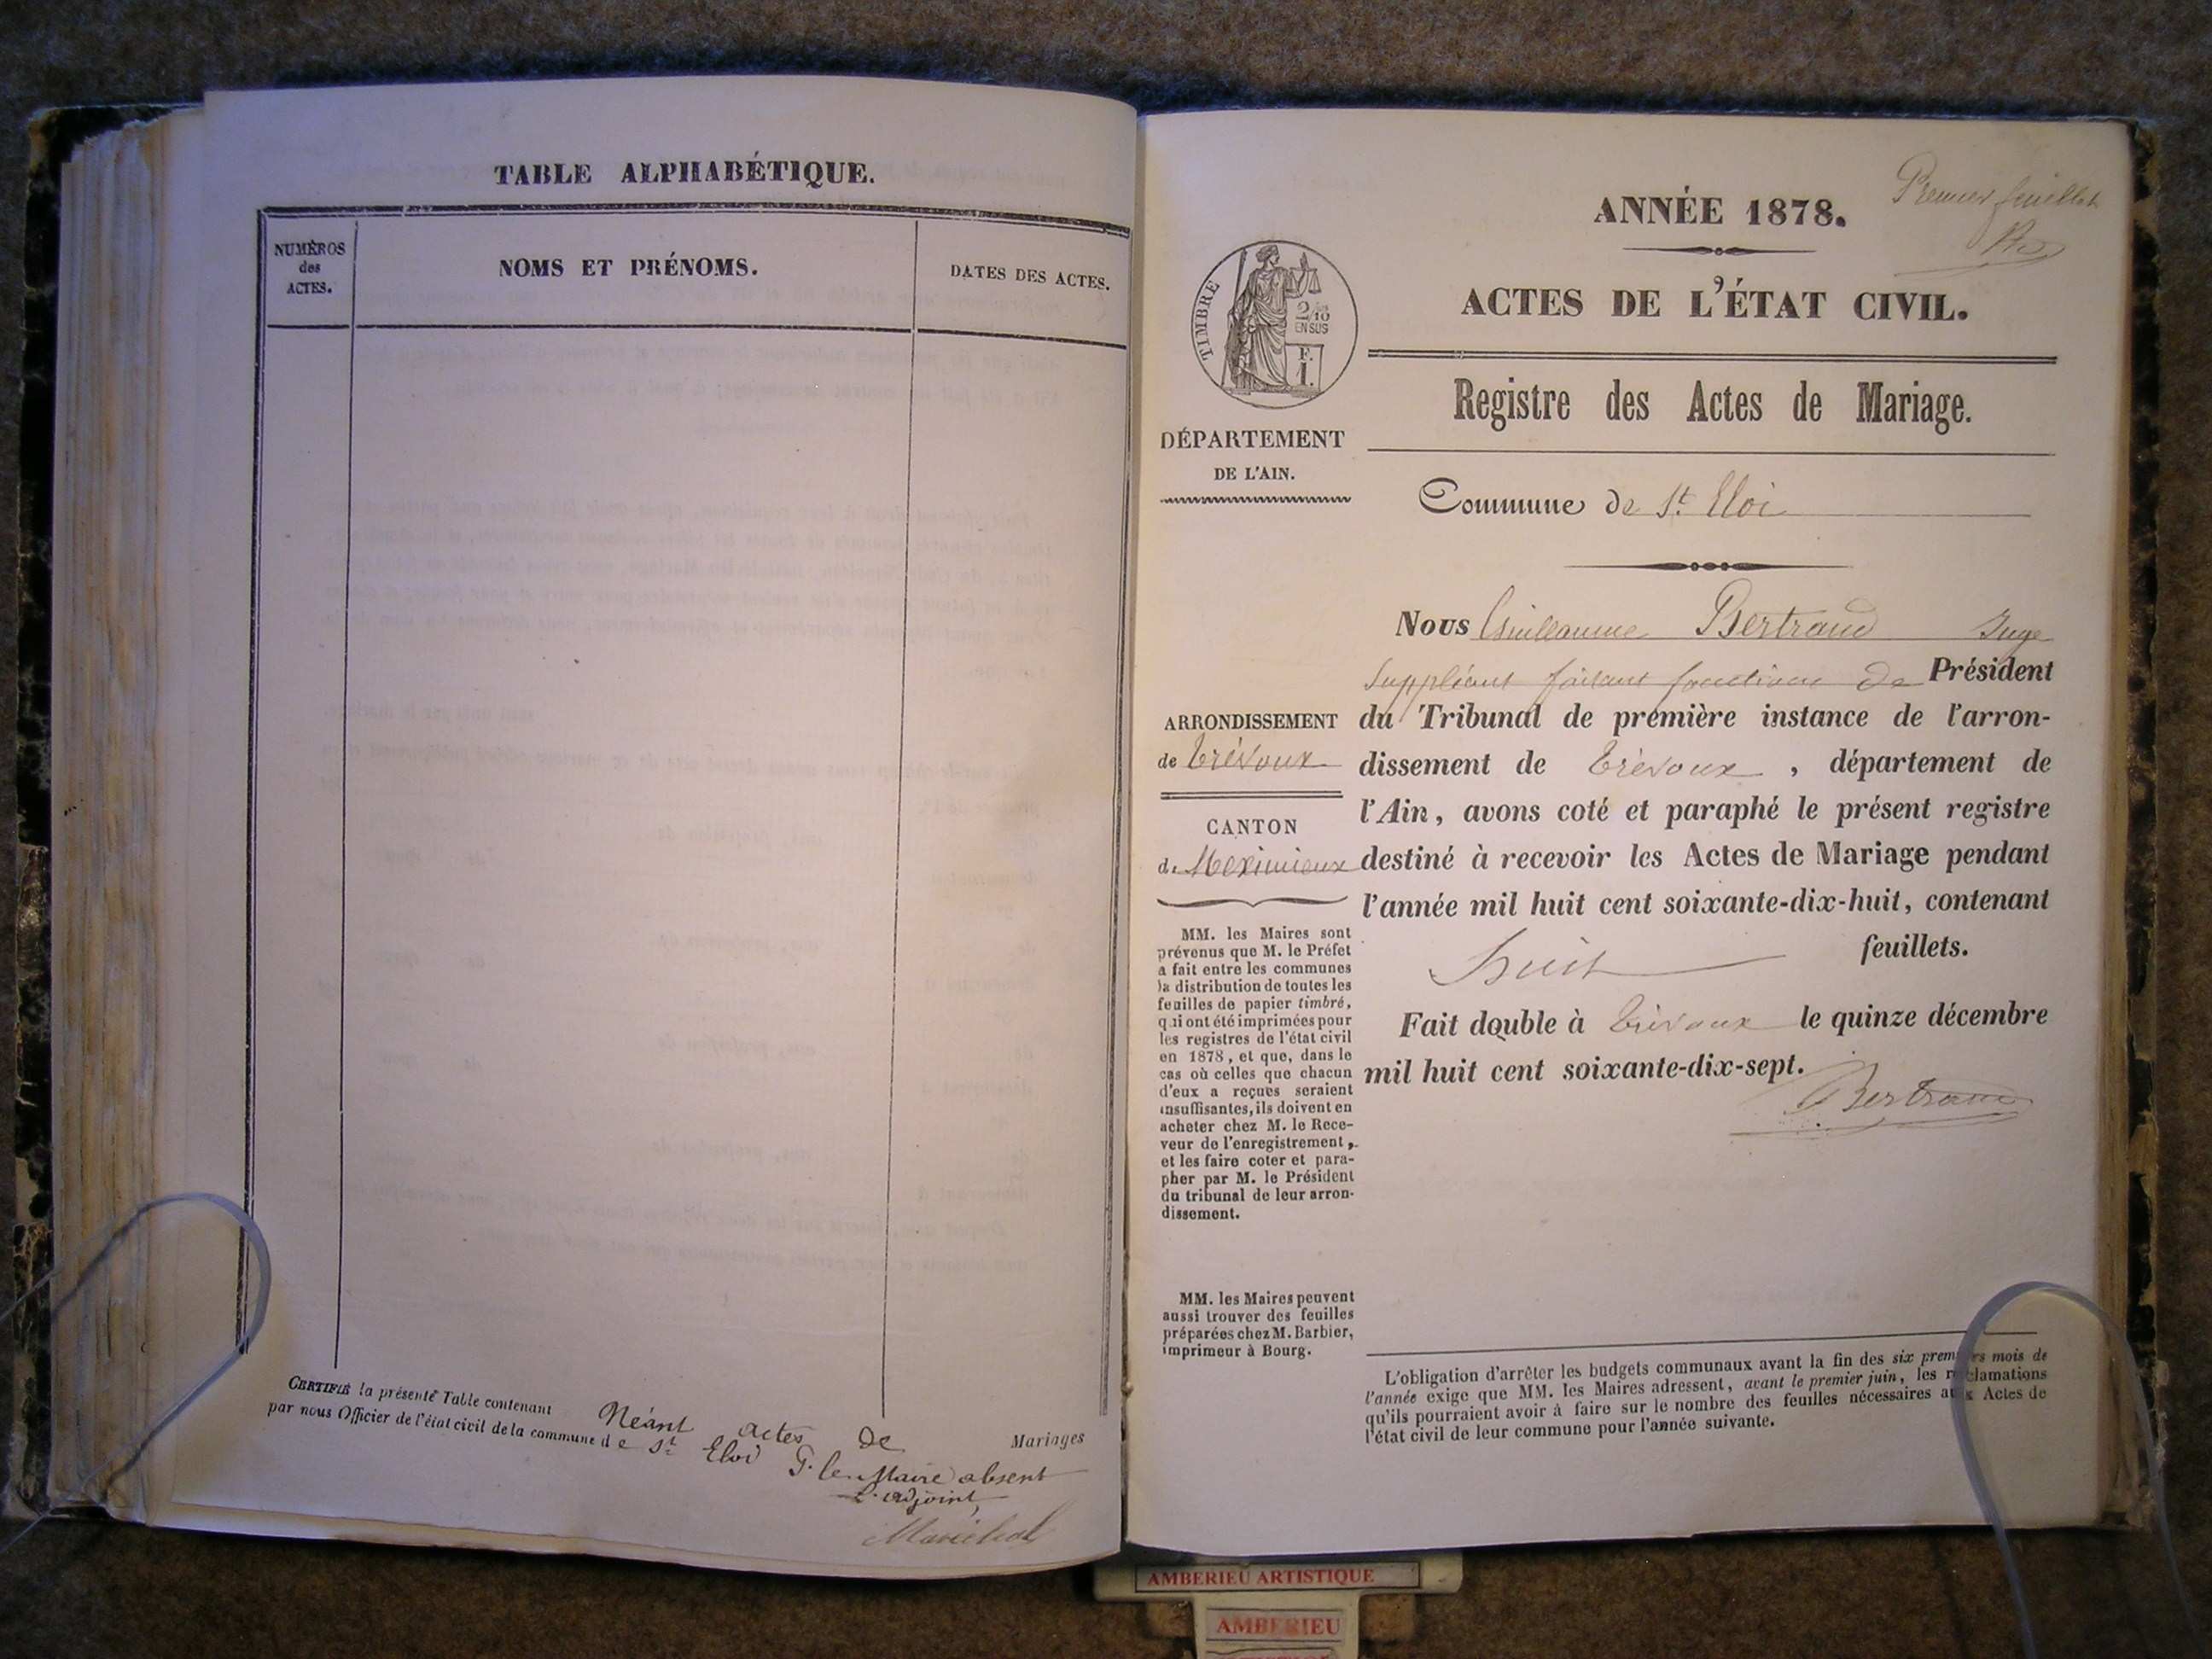 TABLE ALPHABÉTIQUE.
NUMÉROS
des
ACTES.
NOMS ET PRÉNOMS.
DATES DES ACTES.
CERTIFIÉ la présente Table contenant Néant actes de Mariages
par nous Officier de l'état civil de la commune de St Eloi
P. le Maire absent
L'adjoint,
Maréchal
Premier feuillet
ANNÉE 1878.
ACTES DE L'ÉTAT CIVIL.
TIMBRE
2/10
EN SUS
F.
1.
Registre des Actes de Mariage.
DÉPARTEMENT
DE L'AIN.
Commune de St. Eloi
ARRONDISSEMENT
de Trévoux
CANTON
de Meximieux
MM. les Maires sont
prévenus que M. le Préfet
a fait entre les communes
la distribution de toutes les
feuilles de papier timbré,
qui ont été imprimées pour
les registres de l'état civil
en 1878, et que, dans le
cas où celles que chacun
d'eux a reçues seraient
insuffisantes, ils doivent en
acheter chez M. le Rece-
veur de l'enregistrement,
et les faire coter et para-
pher par M. le Président
du tribunal de leur arron-
dissement.
MM. les Maires peuvent
aussi trouver des feuilles
préparées chez M. Barbier,
imprimeur à Bourg.
Nous Guillaume Bertrand Juge
Suppléant faisant fonctions de Président
du Tribunal de première instance de l'arron-
dissement de Trévoux, département de
l'Ain, avons coté et paraphé le présent registre
destiné à recevoir les Actes de Mariage pendant
l'année mil huit cent soixante-dix-huit, contenant
huit feuillets.
Fait double à Trévoux le quinze décembre
mil huit cent soixante-dix-sept.
Bertrand
L'obligation d'arrêter les budgets communaux avant la fin des six premiers mois de
l'année exige que MM. les Maires adressent, avant le premier juin, les réclamations
qu'ils pourraient avoir à faire sur le nombre des feuilles nécessaires aux Actes de
l'état civil de leur commune pour l'année suivante.
AMBERIEU ARTISTIQUE
AMBERIEU